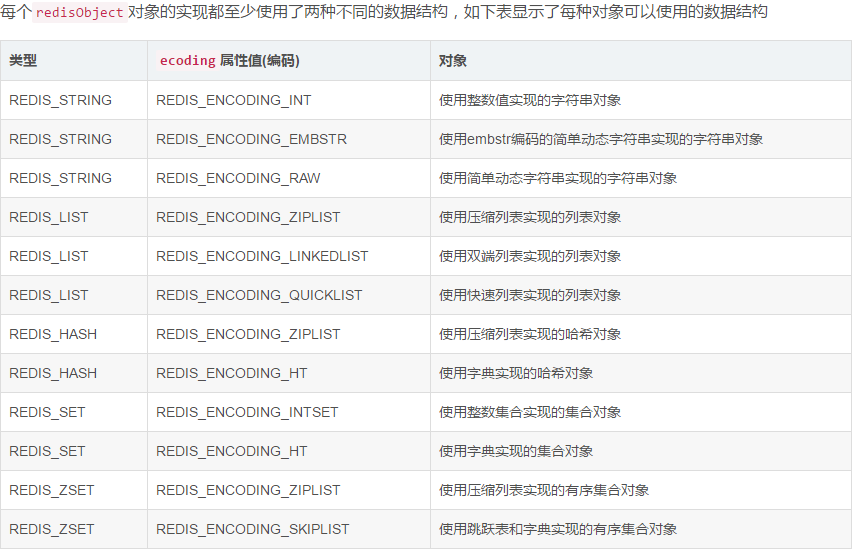 每个redisObject对象的实现都至少使用了两种不同的数据结构，如下表显示了每种对象可以使用的数据结构
类型 ecoding 属性值(编码) 对象
REDIS_STRING REDIS_ENCODING_INT 使用整数值实现的字符串对象
REDIS_STRING REDIS_ENCODING_EMBSTR 使用embstr编码的简单动态字符串实现的字符串对象
REDIS_STRING REDIS_ENCODING_RAW 使用简单动态字符串实现的字符串对象
REDIS_LIST REDIS_ENCODING_ZIPLIST 使用压缩列表实现的列表对象
REDIS_LIST REDIS_ENCODING_LINKEDLIST 使用双端列表实现的列表对象
REDIS_LIST REDIS_ENCODING_QUICKLIST 使用快速列表实现的列表对象
REDIS_HASH REDIS_ENCODING_ZIPLIST 使用压缩列表实现的哈希对象
REDIS_HASH REDIS_ENCODING_HT 使用字典实现的哈希对象
REDIS_SET REDIS_ENCODING_INTSET 使用整数集合实现的集合对象
REDIS_SET REDIS_ENCODING_HT 使用字典实现的集合对象
REDIS_ZSET REDIS_ENCODING_ZIPLIST 使用压缩列表实现的有序集合对象
REDIS_ZSET REDIS_ENCODING_SKIPLIST 使用跳跃表和字典实现的有序集合对象